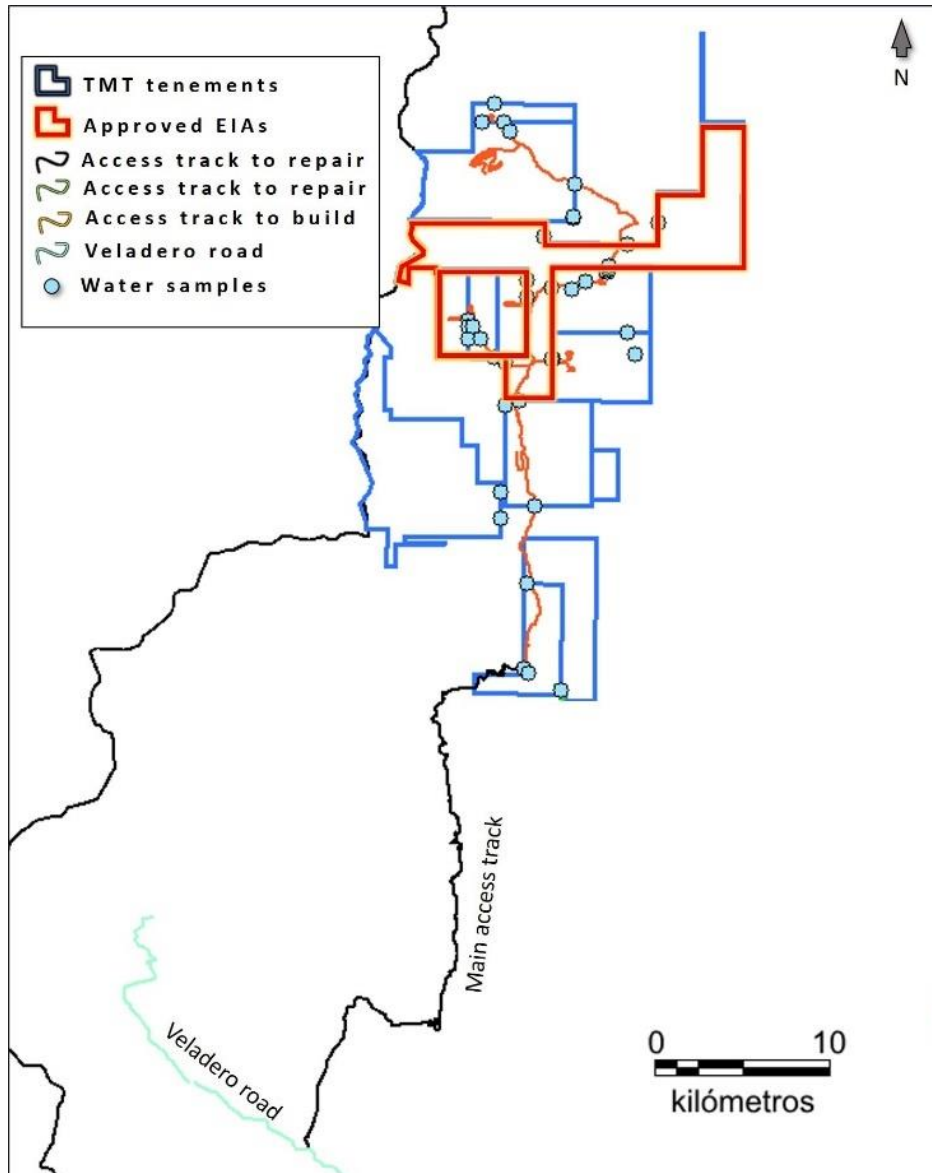 N
TMT tenements
Approved EIAs
Access track to repair
Access track to repair
Access track to build
Veladero road
Water samples
Main access track
Veladero road
0 10
kilómetros